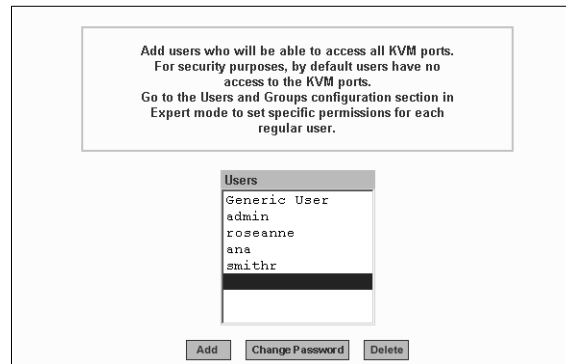 Add users who will be able to access all KVM ports.
For security purposes, by default users have no
access to the KVM ports.
Go to the Users and Groups configuration section in
Expert mode to set specific permissions for each
regular user.
Users
Generic User
admin
roseanne
ana
smithr
Add Change Password Delete